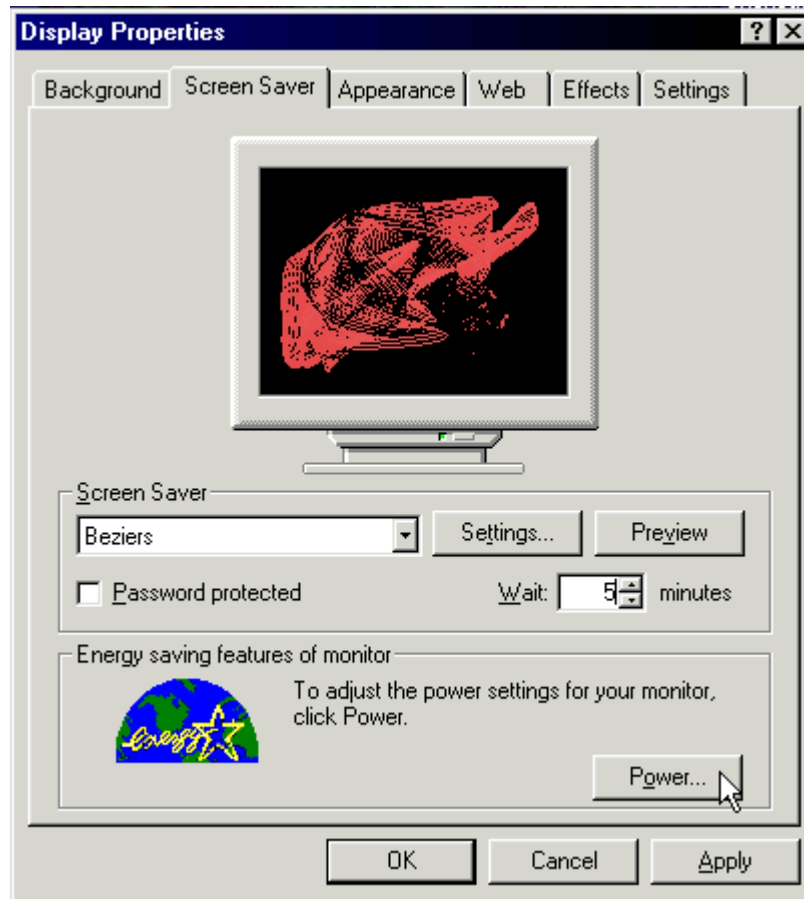 Display Properties
Background Screen Saver Appearance Web Effects Settings
Screen Saver
Beziers Settings... Preview
Password protected Wait: 5 minutes
Energy saving features of monitor
To adjust the power settings for your monitor,
click Power.
energy
Power...
OK Cancel Apply